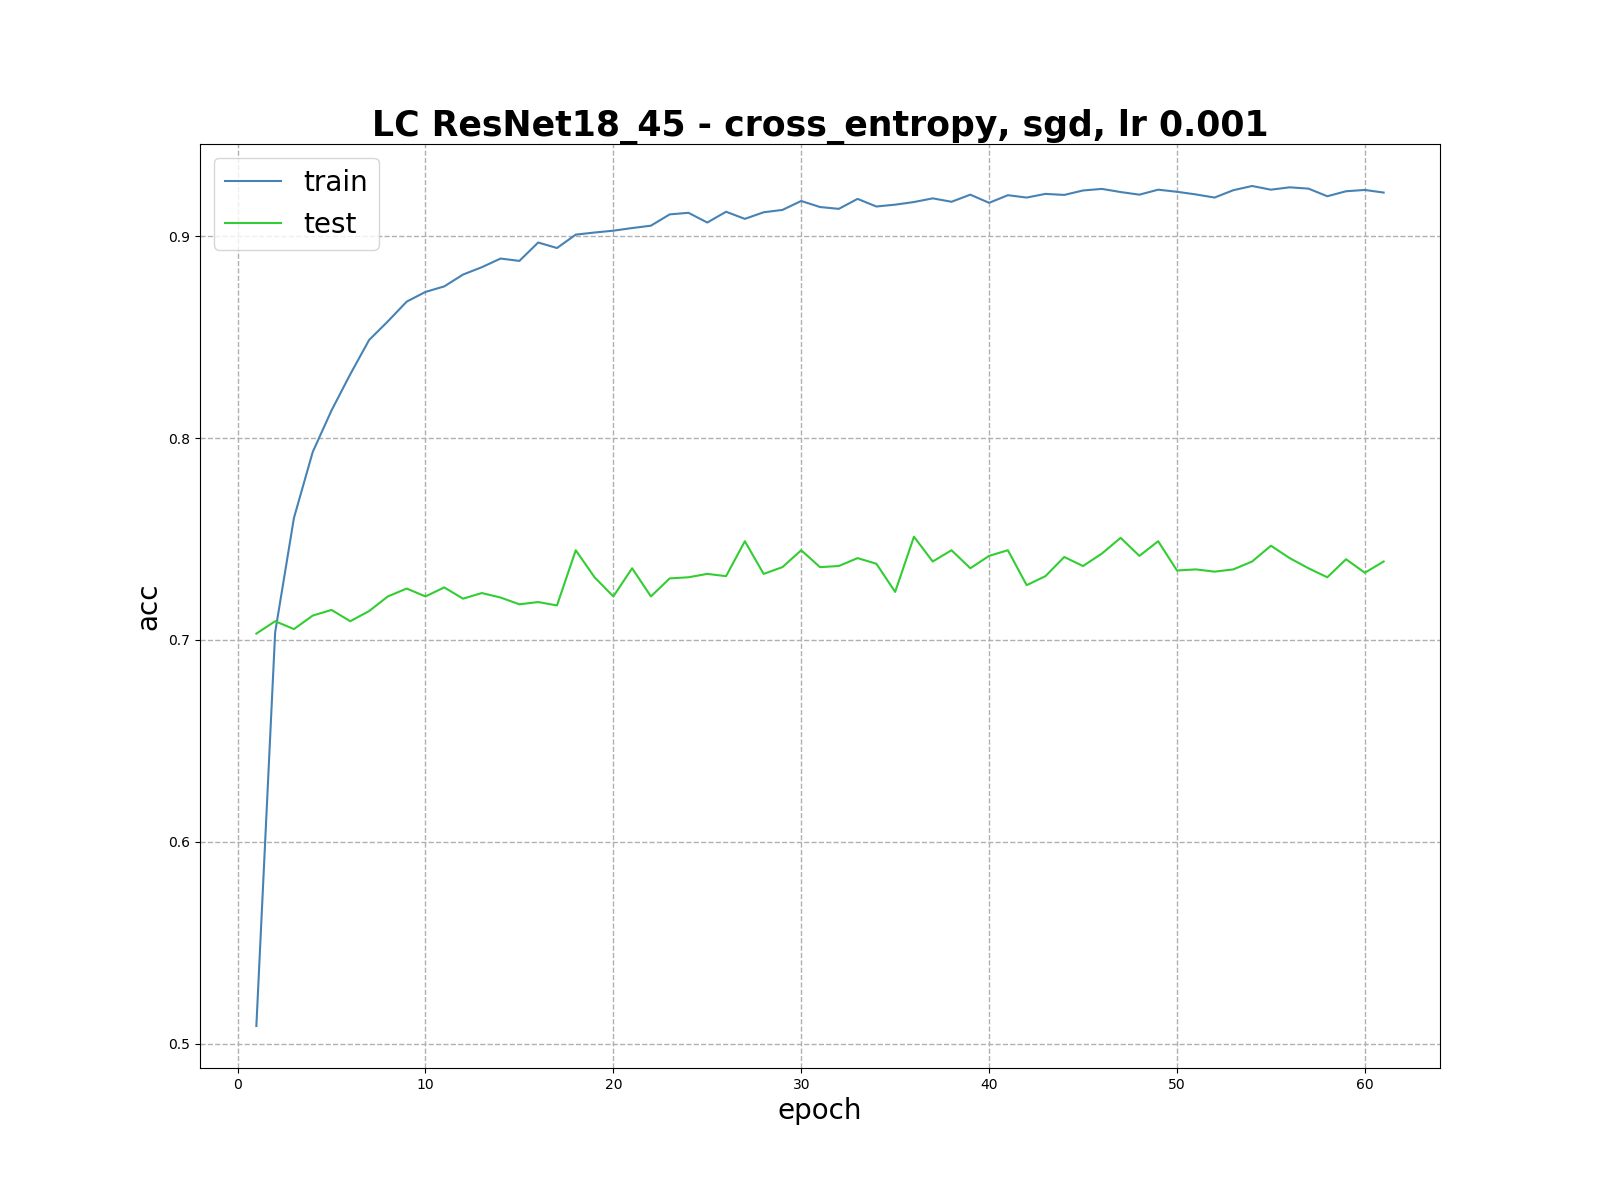 LC ResNet18_45 - cross_entropy, sgd, lr 0.001
train
test
acc
0.9
0.8
0.7
0.6
0.5
0 10 20 30 40 50 60
epoch